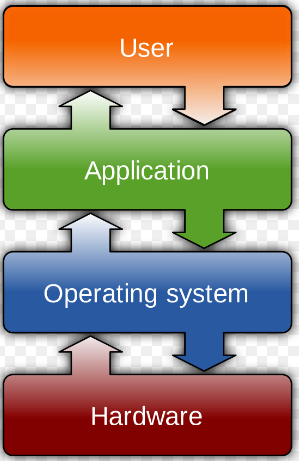 User
Application
Operating system
Hardware